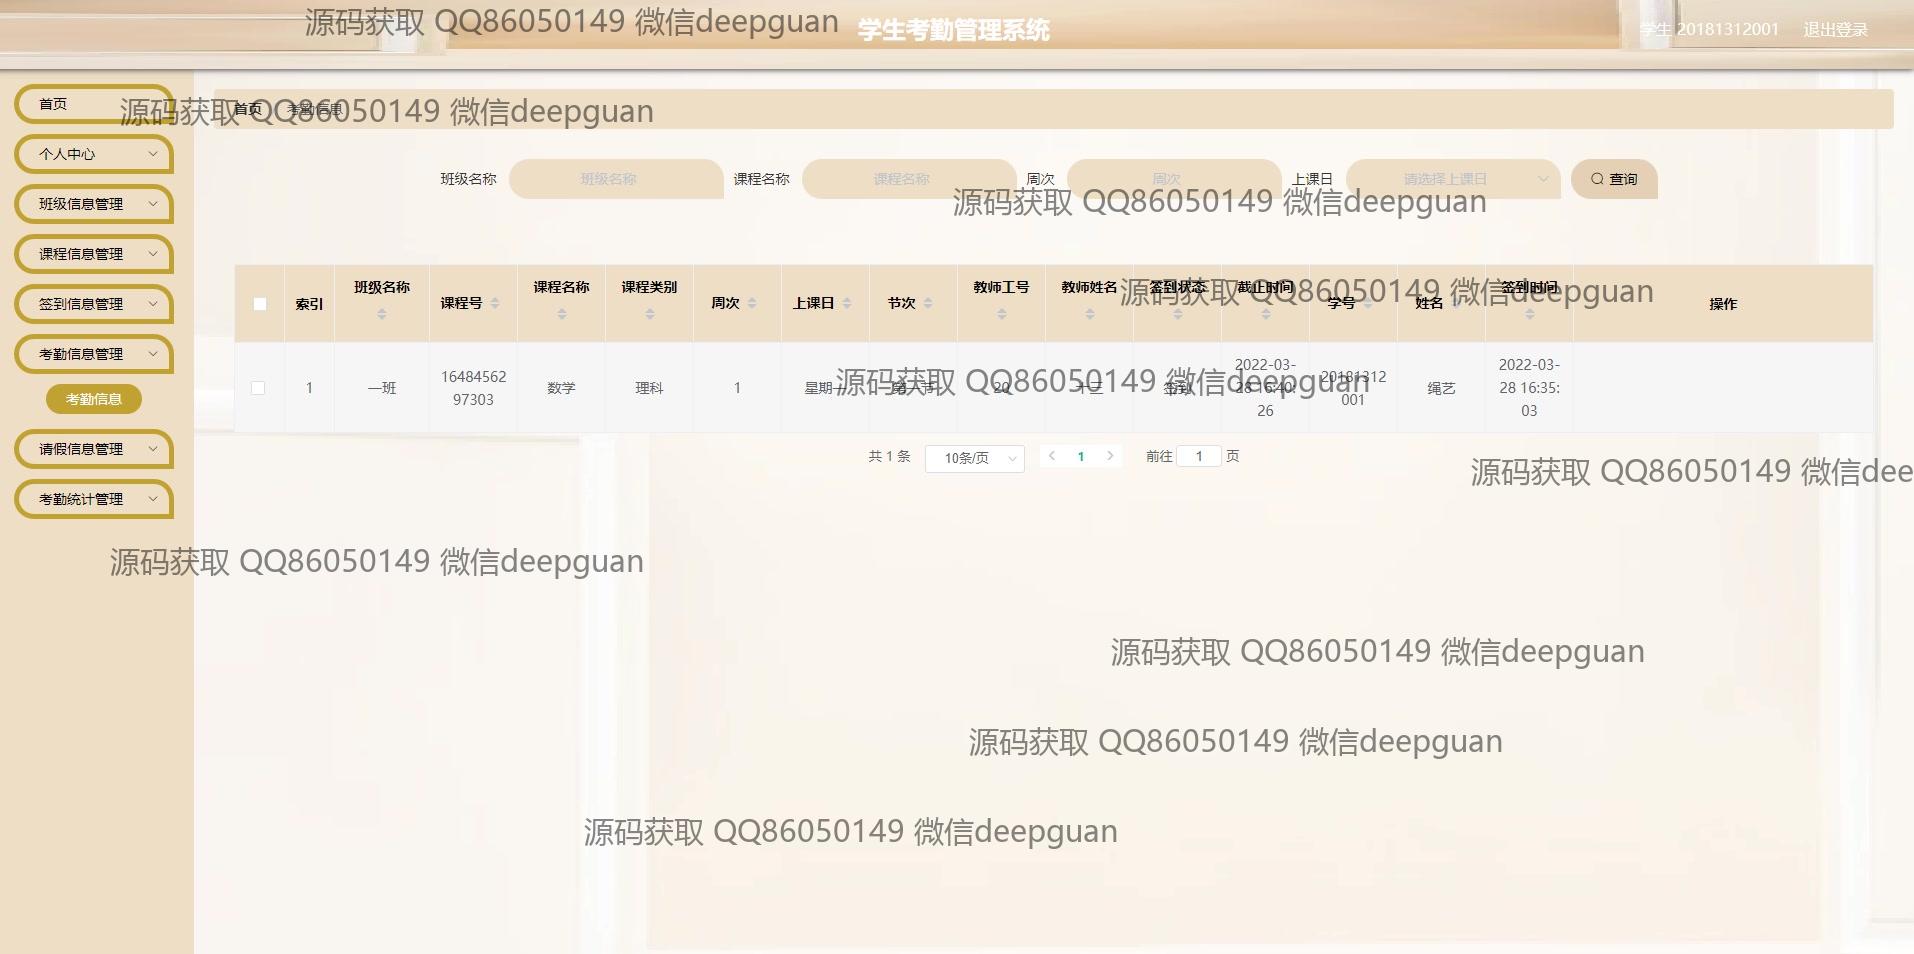 源码获取 QQ86050149 微信deepguan
学生考勤管理系统
学生 20181312001 退出登录
首页
个人中心
班级信息管理
课程信息管理
签到信息管理
考勤信息管理
考勤信息
请假信息管理
考勤统计管理
源码获取 QQ86050149 微信deepguan
首页 考勤信息
班级名称 班级名称 课程名称 课程名称 周次 周次 上课日 请选择上课日 查询
源码获取 QQ86050149 微信deepguan
索引 班级名称 课程号 课程名称 课程类别 周次 上课日 节次 教师工号 教师姓名 签到状态 截止时间 学号 姓名 签到时间 操作
源码获取 QQ86050149 微信deepguan
1 一班 16484562 97303 数学 理科 1 星期一 20 签到 2022-03-28 16:40:26 20181312001 绳艺 2022-03-28 16:35:03
源码获取 QQ86050149 微信deepguan
共 1 条 10条/页 1 前往 1 页
源码获取 QQ86050149 微信dee
源码获取 QQ86050149 微信deepguan
源码获取 QQ86050149 微信deepguan
源码获取 QQ86050149 微信deepguan
源码获取 QQ86050149 微信deepguan